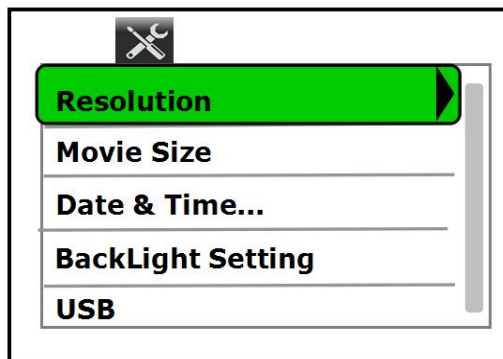 Resolution
Movie Size
Date & Time...
BackLight Setting
USB